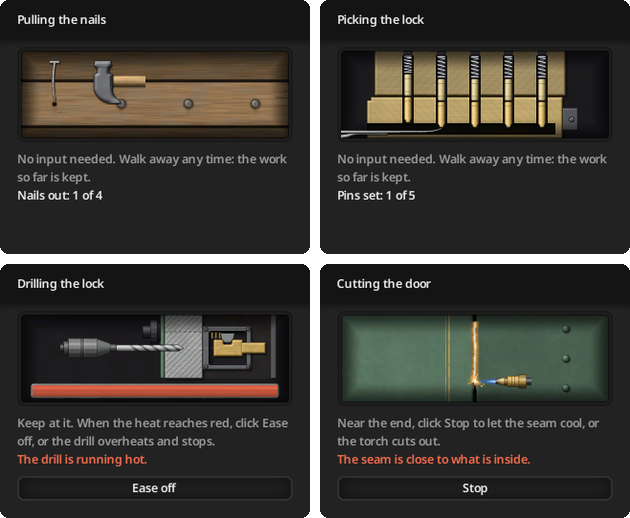 Pulling the nails
No input needed. Walk away any time: the work
so far is kept.
Nails out: 1 of 4
Picking the lock
No input needed. Walk away any time: the work
so far is kept.
Pins set: 1 of 5
Drilling the lock
Keep at it. When the heat reaches red, click Ease
off, or the drill overheats and stops.
The drill is running hot.
Ease off
Cutting the door
Near the end, click Stop to let the seam cool, or
the torch cuts out.
The seam is close to what is inside.
Stop